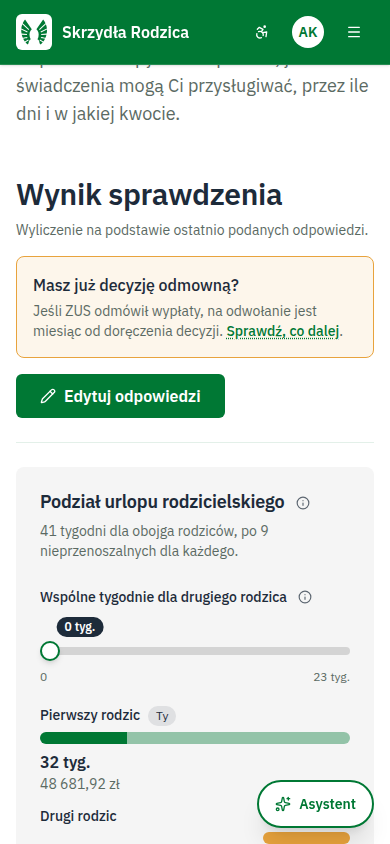 Skrzydła Rodzica
AK
świadczenia mogą Ci przysługiwać, przez ile
dni i w jakiej kwocie.
Wynik sprawdzenia
Wyliczenie na podstawie ostatnio podanych odpowiedzi.
Masz już decyzję odmowną?
Jeśli ZUS odmówił wypłaty, na odwołanie jest
miesiąc od doręczenia decyzji. Sprawdź, co dalej.
Edytuj odpowiedzi
Podział urlopu rodzicielskiego
41 tygodni dla obojga rodziców, po 9
nieprzenoszalnych dla każdego.
Wspólne tygodnie dla drugiego rodzica
0 tyg.
0 23 tyg.
Pierwszy rodzic Ty
32 tyg.
48 681,92 zł
Asystent
Drugi rodzic